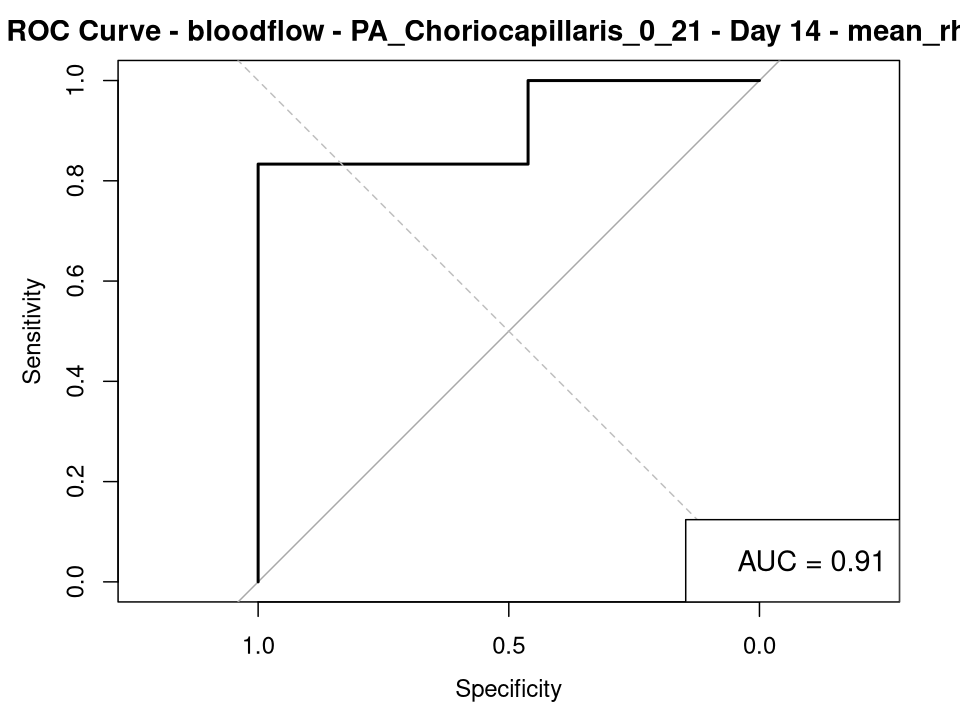 ROC Curve - bloodflow - PA_Choriocapillaris_0_21 - Day 14 - mean_rh
1.0
0.8
0.6
0.4
0.2
0.0
Sensitivity
AUC = 0.91
1.0 0.5 0.0
Specificity